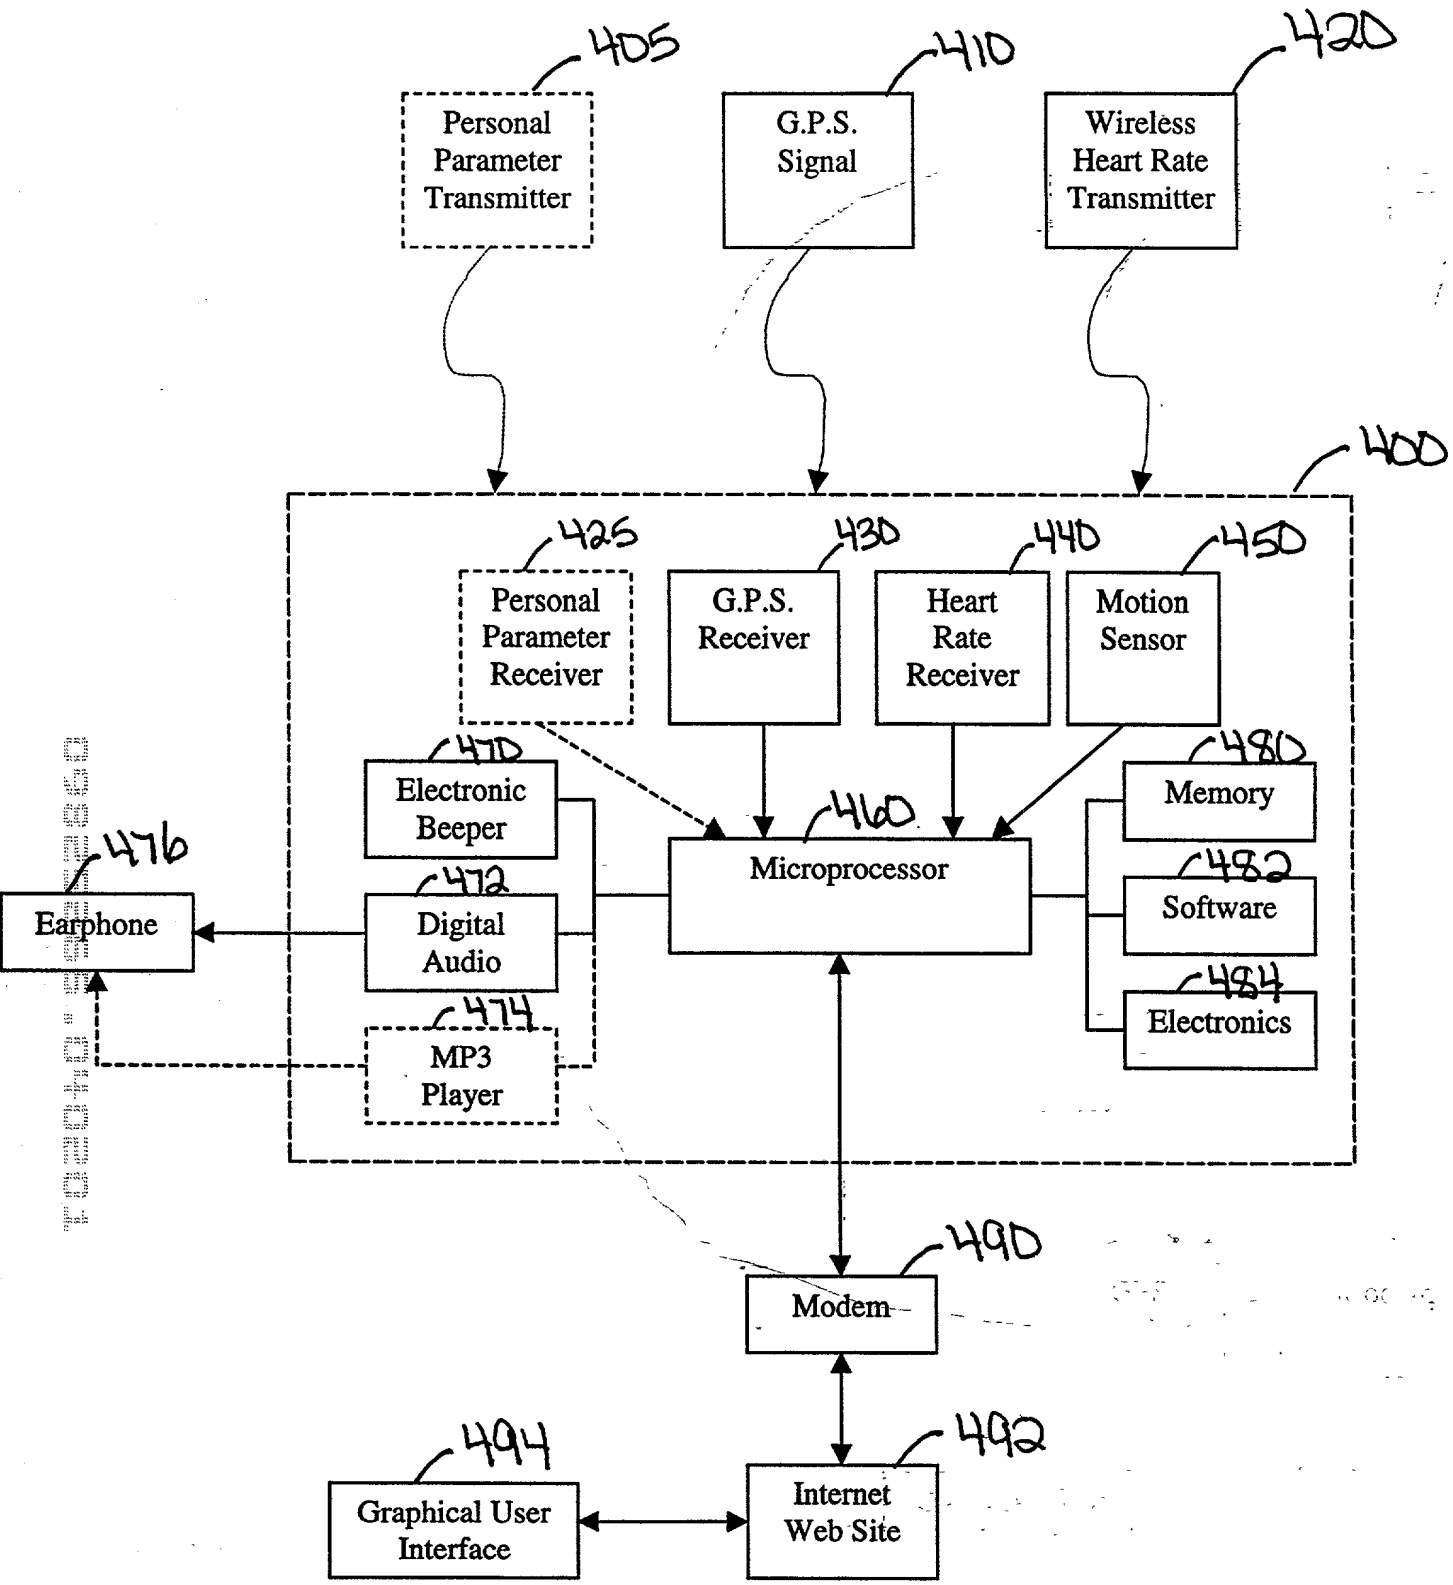 405
410
420
Personal
Parameter
Transmitter
G.P.S.
Signal
Wireless
Heart Rate
Transmitter
400
425
430
440
450
Personal
Parameter
Receiver
G.P.S.
Receiver
Heart
Rate
Receiver
Motion
Sensor
470
Electronic
Beeper
480
Memory
460
Microprocessor
476
Earphone
472
Digital
Audio
482
Software
474
MP3
Player
484
Electronics
490
Modem
494
Graphical User
Interface
492
Internet
Web Site